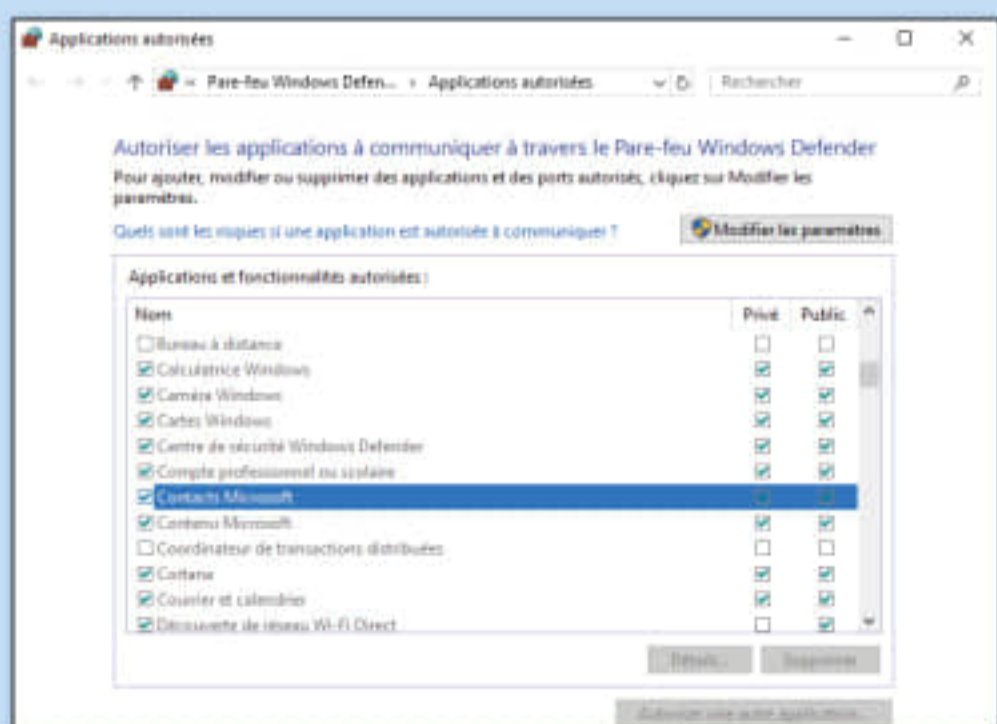 Applications autorisées
« Pare-feu Windows Defen... › Applications autorisées Rechercher
Autoriser les applications à communiquer à travers le Pare-feu Windows Defender
Pour ajouter, modifier ou supprimer des applications et des ports autorisés, cliquez sur Modifier les
paramètres.
Quels sont les risques si une application est autorisée à communiquer ? Modifier les paramètres
Applications et fonctionnalités autorisées :
Nom Privé Public
Bureau à distance
Calculatrice Windows
Caméra Windows
Cartes Windows
Centre de sécurité Windows Defender
Compte professionnel ou scolaire
Contacts Microsoft
Contenu Microsoft
Coordinateur de transactions distribuées
Cortana
Courrier et calendrier
Découverte de réseau Wi-Fi Direct
Détails... Supprimer
Autoriser une autre application...